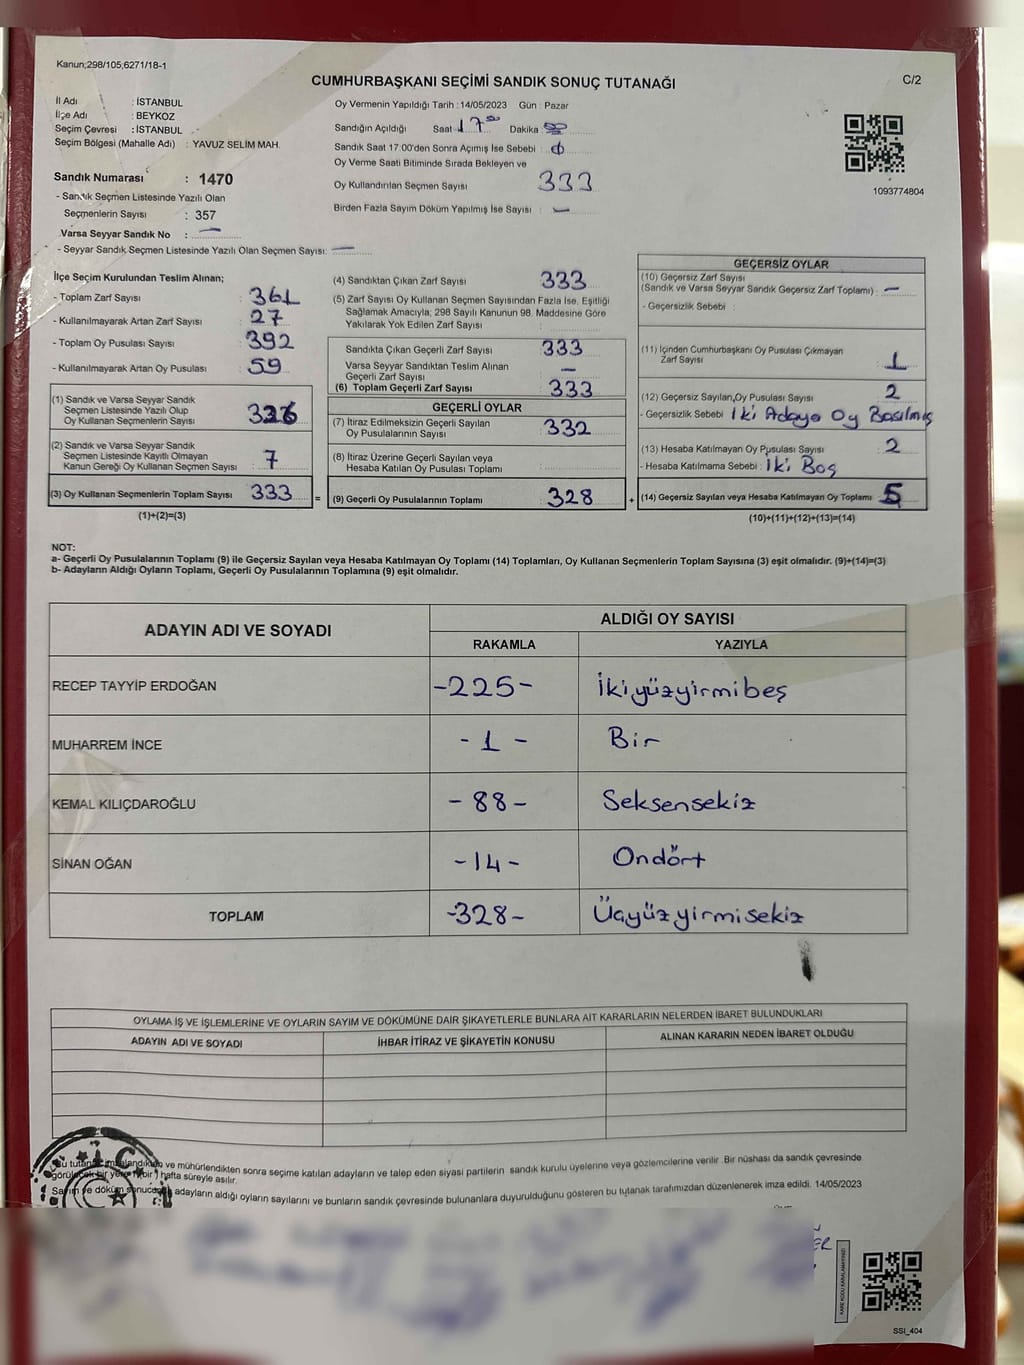 Kanun;298/105;6271/18-1
C/2
CUMHURBAŞKANI SEÇİMİ SANDIK SONUÇ TUTANAĞI
İl Adı : İSTANBUL
İlçe Adı : BEYKOZ
Seçim Çevresi : İSTANBUL
Seçim Bölgesi (Mahalle Adı) : YAVUZ SELİM MAH.
Sandık Numarası : 1470
- Sandık Seçmen Listesinde Yazılı Olan
Seçmenlerin Sayısı : 357
Varsa Seyyar Sandık No : —
- Seyyar Sandık Seçmen Listesinde Yazılı Olan Seçmen Sayısı: —
Oy Vermenin Yapıldığı Tarih : 14/05/2023 Gün : Pazar
Sandığın Açıldığı Saat 17 00 Dakika
Sandık Saat 17:00'den Sonra Açımış İse Sebebi :
Oy Verme Saati Bitiminde Sırada Bekleyen ve
Oy Kullandırılan Seçmen Sayısı 333
Birden Fazla Sayım Döküm Yapılmış İse Sayısı : —
1093774804
İlçe Seçim Kurulundan Teslim Alınan;
- Toplam Zarf Sayısı : 361
- Kullanılmayarak Artan Zarf Sayısı : 27
- Toplam Oy Pusulası Sayısı : 392
- Kullanılmayarak Artan Oy Pusulası : 59
(1) Sandık ve Varsa Seyyar Sandık
Seçmen Listesinde Yazılı Olup
Oy Kullanan Seçmenlerin Sayısı 326
(2) Sandık ve Varsa Seyyar Sandık
Seçmen Listesinde Kayıtlı Olmayan
Kanun Gereği Oy Kullanan Seçmen Sayısı : 7
(3) Oy Kullanan Seçmenlerin Toplam Sayısı 333 =
(1)+(2)=(3)
(4) Sandıktan Çıkan Zarf Sayısı 333
(5) Zarf Sayısı Oy Kullanan Seçmen Sayısından Fazla İse, Eşitliği
Sağlamak Amacıyla; 298 Sayılı Kanunun 98. Maddesine Göre
Yakılarak Yok Edilen Zarf Sayısı :
Sandıkta Çıkan Geçerli Zarf Sayısı 333
Varsa Seyyar Sandıktan Teslim Alınan
Geçerli Zarf Sayısı —
(6) Toplam Geçerli Zarf Sayısı 333
GEÇERLİ OYLAR
(7) İtiraz Edilmeksizin Geçerli Sayılan
Oy Pusulalarının Sayısı 332
(8) İtiraz Üzerine Geçerli Sayılan veya
Hesaba Katılan Oy Pusulası Toplamı :
(9) Geçerli Oy Pusulalarının Toplamı 328 +
GEÇERSİZ OYLAR
(10) Geçersiz Zarf Sayısı
(Sandık ve Varsa Seyyar Sandık Geçersiz Zarf Toplamı) : —
- Geçersizlik Sebebi :
(11) İçinden Cumhurbaşkanı Oy Pusulası Çıkmayan
Zarf Sayısı : 1
(12) Geçersiz Sayılan Oy Pusulası Sayısı : 2
- Geçersizlik Sebebi : İki Adaya Oy Basılmış
(13) Hesaba Katılmayan Oy Pusulası Sayısı : 2
- Hesaba Katılmama Sebebi : İki Boş
(14) Geçersiz Sayılan veya Hesaba Katılmayan Oy Toplamı 5
(10)+(11)+(12)+(13)=(14)
NOT:
a- Geçerli Oy Pusulalarının Toplamı (9) ile Geçersiz Sayılan veya Hesaba Katılmayan Oy Toplamı (14) Toplamları, Oy Kullanan Seçmenlerin Toplam Sayısına (3) eşit olmalıdır. (9)+(14)=(3)
b- Adayların Aldığı Oyların Toplamı, Geçerli Oy Pusulalarının Toplamına (9) eşit olmalıdır.
ADAYIN ADI VE SOYADI ALDIĞI OY SAYISI
RAKAMLA YAZIYLA
RECEP TAYYİP ERDOĞAN -225- İkiyüzyirmibeş
MUHARREM İNCE - 1 - Bir
KEMAL KILIÇDAROĞLU - 88 - Seksensekiz
SİNAN OĞAN -14- Ondört
TOPLAM -328- Üçyüzyirmisekiz
OYLAMA İŞ VE İŞLEMLERİNE VE OYLARIN SAYIM VE DÖKÜMÜNE DAİR ŞİKAYETLERLE BUNLARA AİT KARARLARIN NELERDEN İBARET BULUNDUKLARI
ADAYIN ADI VE SOYADI İHBAR İTİRAZ VE ŞİKAYETİN KONUSU ALINAN KARARIN NEDEN İBARET OLDUĞU
ve mühürlendikten sonra seçime katılan adayların ve talep eden siyasi partilerin sandık kurulu üyelerine veya gözlemcilerine verilir. Bir nüshası da sandık çevresinde
hafta süreyle asılır.
adayların aldığı oyların sayılarını ve bunların sandık çevresinde bulunanlara duyurulduğunu gösteren bu tutanak tarafımızdan düzenlenerek imza edildi. 14/05/2023
SSI_404